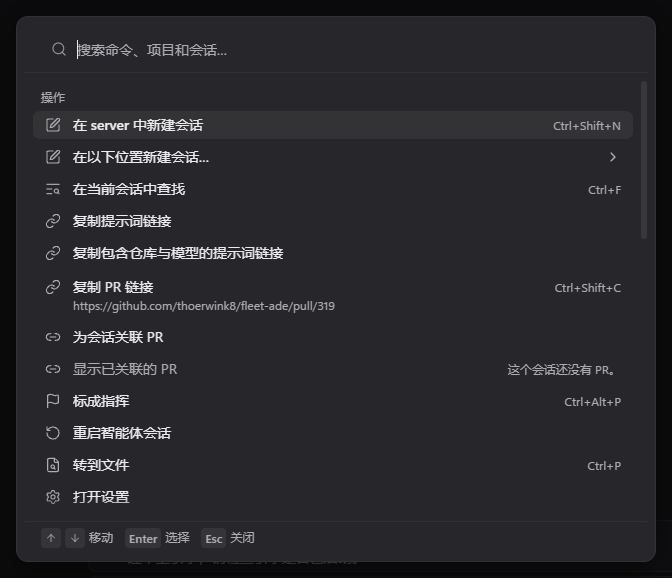 搜索命令、项目和会话...
操作
在 server 中新建会话 Ctrl+Shift+N
在以下位置新建会话...
在当前会话中查找 Ctrl+F
复制提示词链接
复制包含仓库与模型的提示词链接
复制 PR 链接 Ctrl+Shift+C
https://github.com/thoerwink8/fleet-ade/pull/319
为会话关联 PR
显示已关联的 PR 这个会话还没有 PR。
标成指挥 Ctrl+Alt+P
重启智能体会话
转到文件 Ctrl+P
打开设置
↑ ↓ 移动 Enter 选择 Esc 关闭